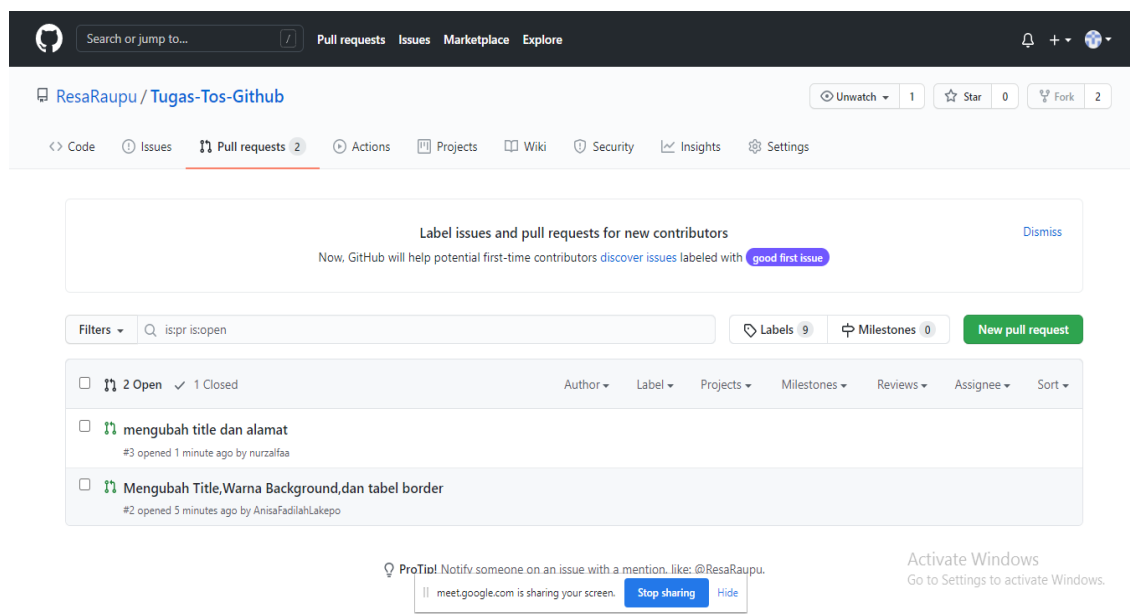 Search or jump to... / Pull requests Issues Marketplace Explore
ResaRaupu / Tugas-Tos-Github Unwatch 1 Star 0 Fork 2
Code Issues Pull requests 2 Actions Projects Wiki Security Insights Settings
Label issues and pull requests for new contributors Dismiss
Now, GitHub will help potential first-time contributors discover issues labeled with good first issue
Filters is:pr is:open Labels 9 Milestones 0 New pull request
2 Open 1 Closed Author Label Projects Milestones Reviews Assignee Sort
mengubah title dan alamat
#3 opened 1 minute ago by nurzalfaa
Mengubah Title,Warna Background,dan tabel border
#2 opened 5 minutes ago by AnisaFadilahLakepo
ProTip! Notify someone on an issue with a mention, like: @ResaRaupu.
Activate Windows
Go to Settings to activate Windows.
meet.google.com is sharing your screen. Stop sharing Hide